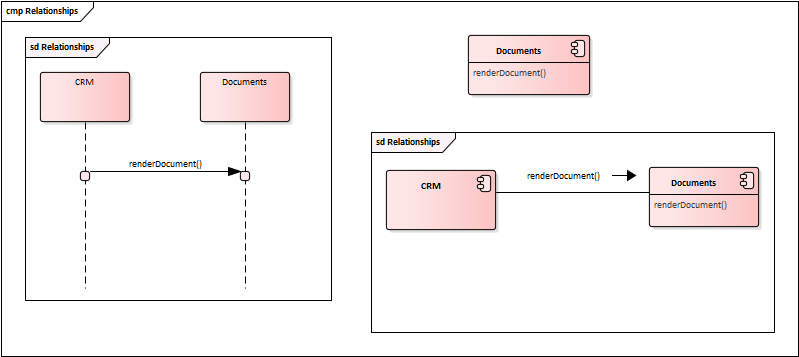 cmp Relationships
sd Relationships
CRM
Documents
renderDocument()
Documents
renderDocument()
sd Relationships
CRM
renderDocument()
Documents
renderDocument()